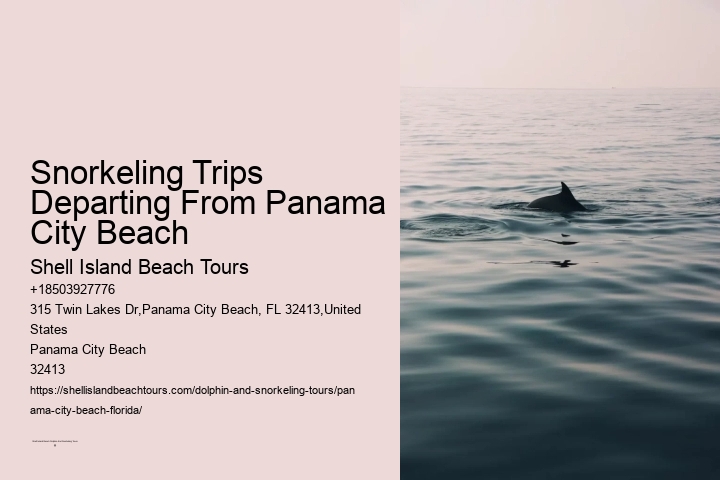 Snorkeling Trips
Departing From Panama
City Beach
Shell Island Beach Tours
+18503927776
315 Twin Lakes Dr,Panama City Beach, FL 32413,United
States
Panama City Beach
32413
https://shellislandbeachtours.com/dolphin-and-snorkeling-tours/pan
ama-city-beach-florida/